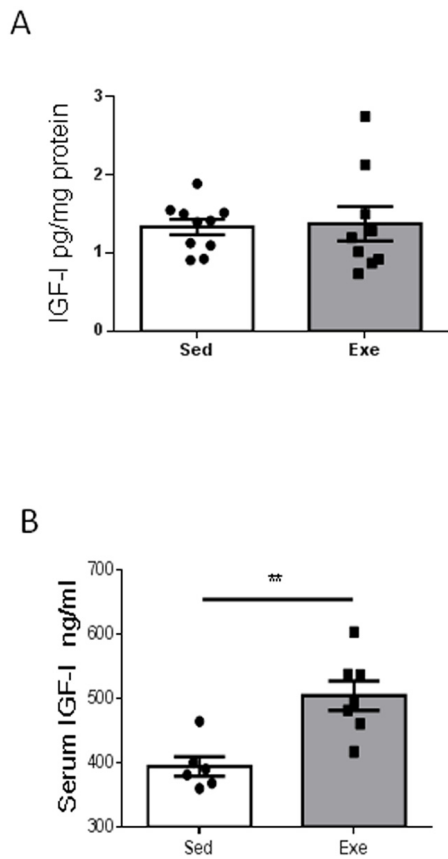 A
IGF-I pg/mg protein
3
2
1
0
Sed Exe
B
Serum IGF-I ng/ml
**
700
600
500
400
300
Sed Exe